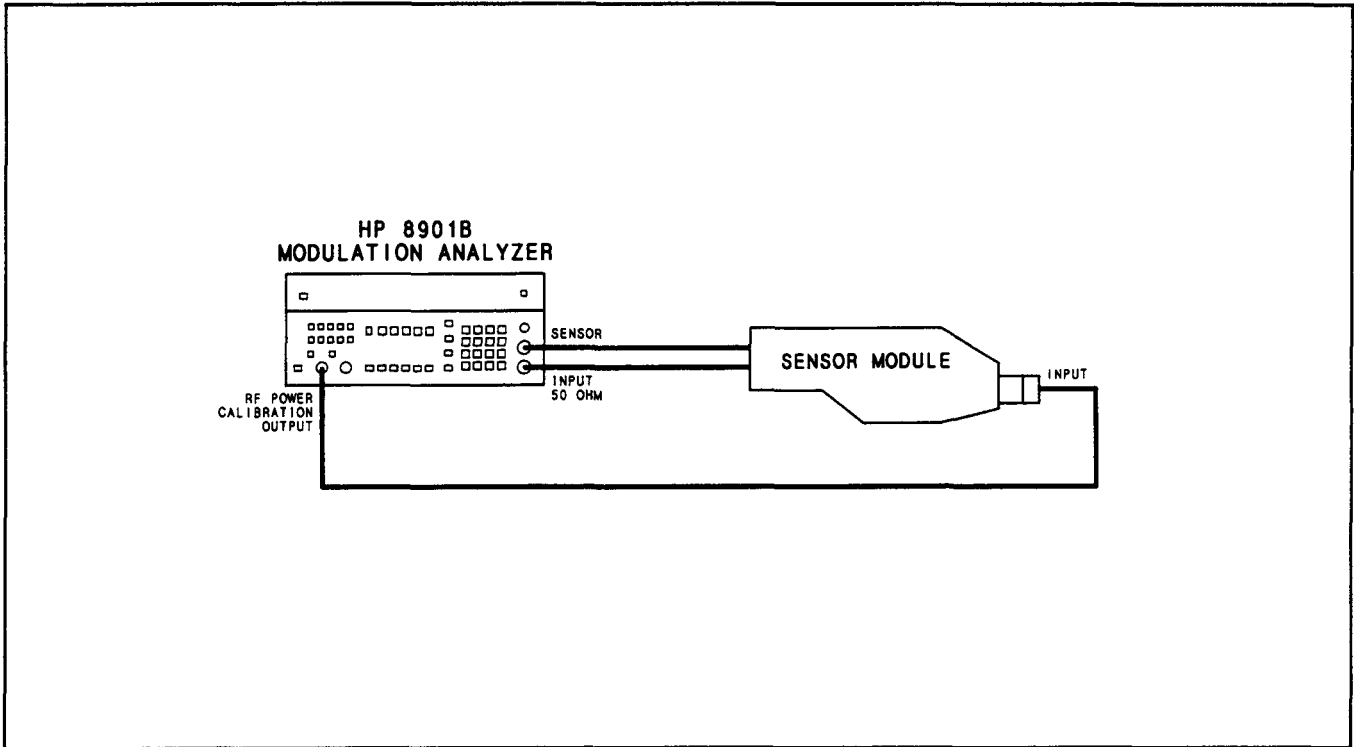 HP 8901B
MODULATION ANALYZER
SENSOR
INPUT
50 OHM
RF POWER
CALIBRATION
OUTPUT
SENSOR MODULE
INPUT